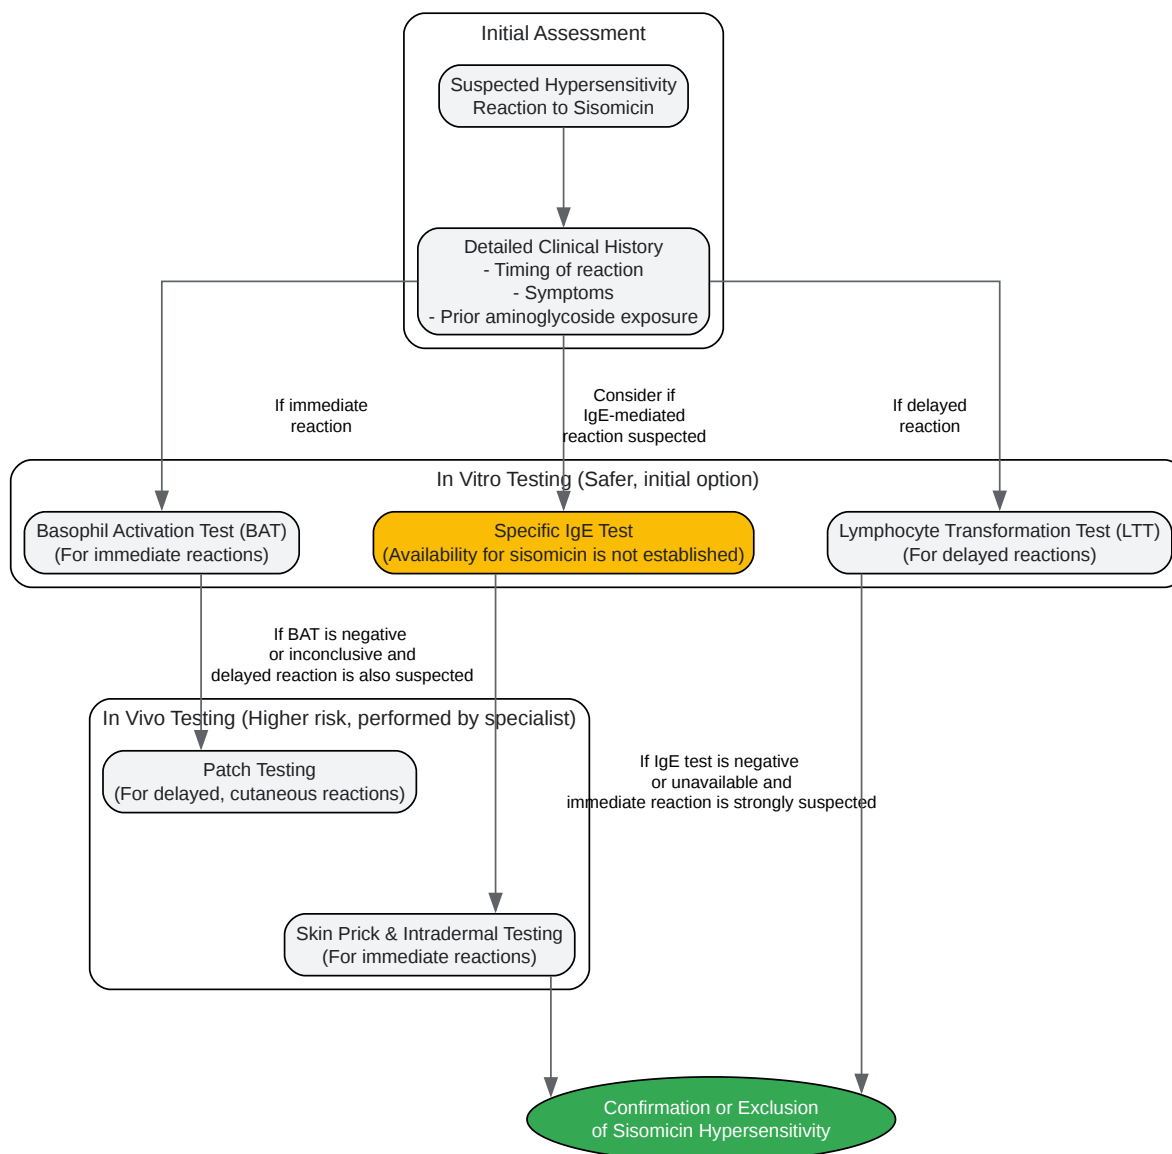 Initial Assessment
Suspected Hypersensitivity
Reaction to Sisomicin
Detailed Clinical History
- Timing of reaction
- Symptoms
- Prior aminoglycoside exposure
If immediate
reaction
Consider if
IgE-mediated
reaction suspected
If delayed
reaction
In Vitro Testing (Safer, initial option)
Basophil Activation Test (BAT)
(For immediate reactions)
Specific IgE Test
(Availability for sisomicin is not established)
Lymphocyte Transformation Test (LTT)
(For delayed reactions)
If BAT is negative
or inconclusive and
delayed reaction is also suspected
In Vivo Testing (Higher risk, performed by specialist)
Patch Testing
(For delayed, cutaneous reactions)
If IgE test is negative
or unavailable and
immediate reaction is strongly suspected
Skin Prick & Intradermal Testing
(For immediate reactions)
Confirmation or Exclusion
of Sisomicin Hypersensitivity